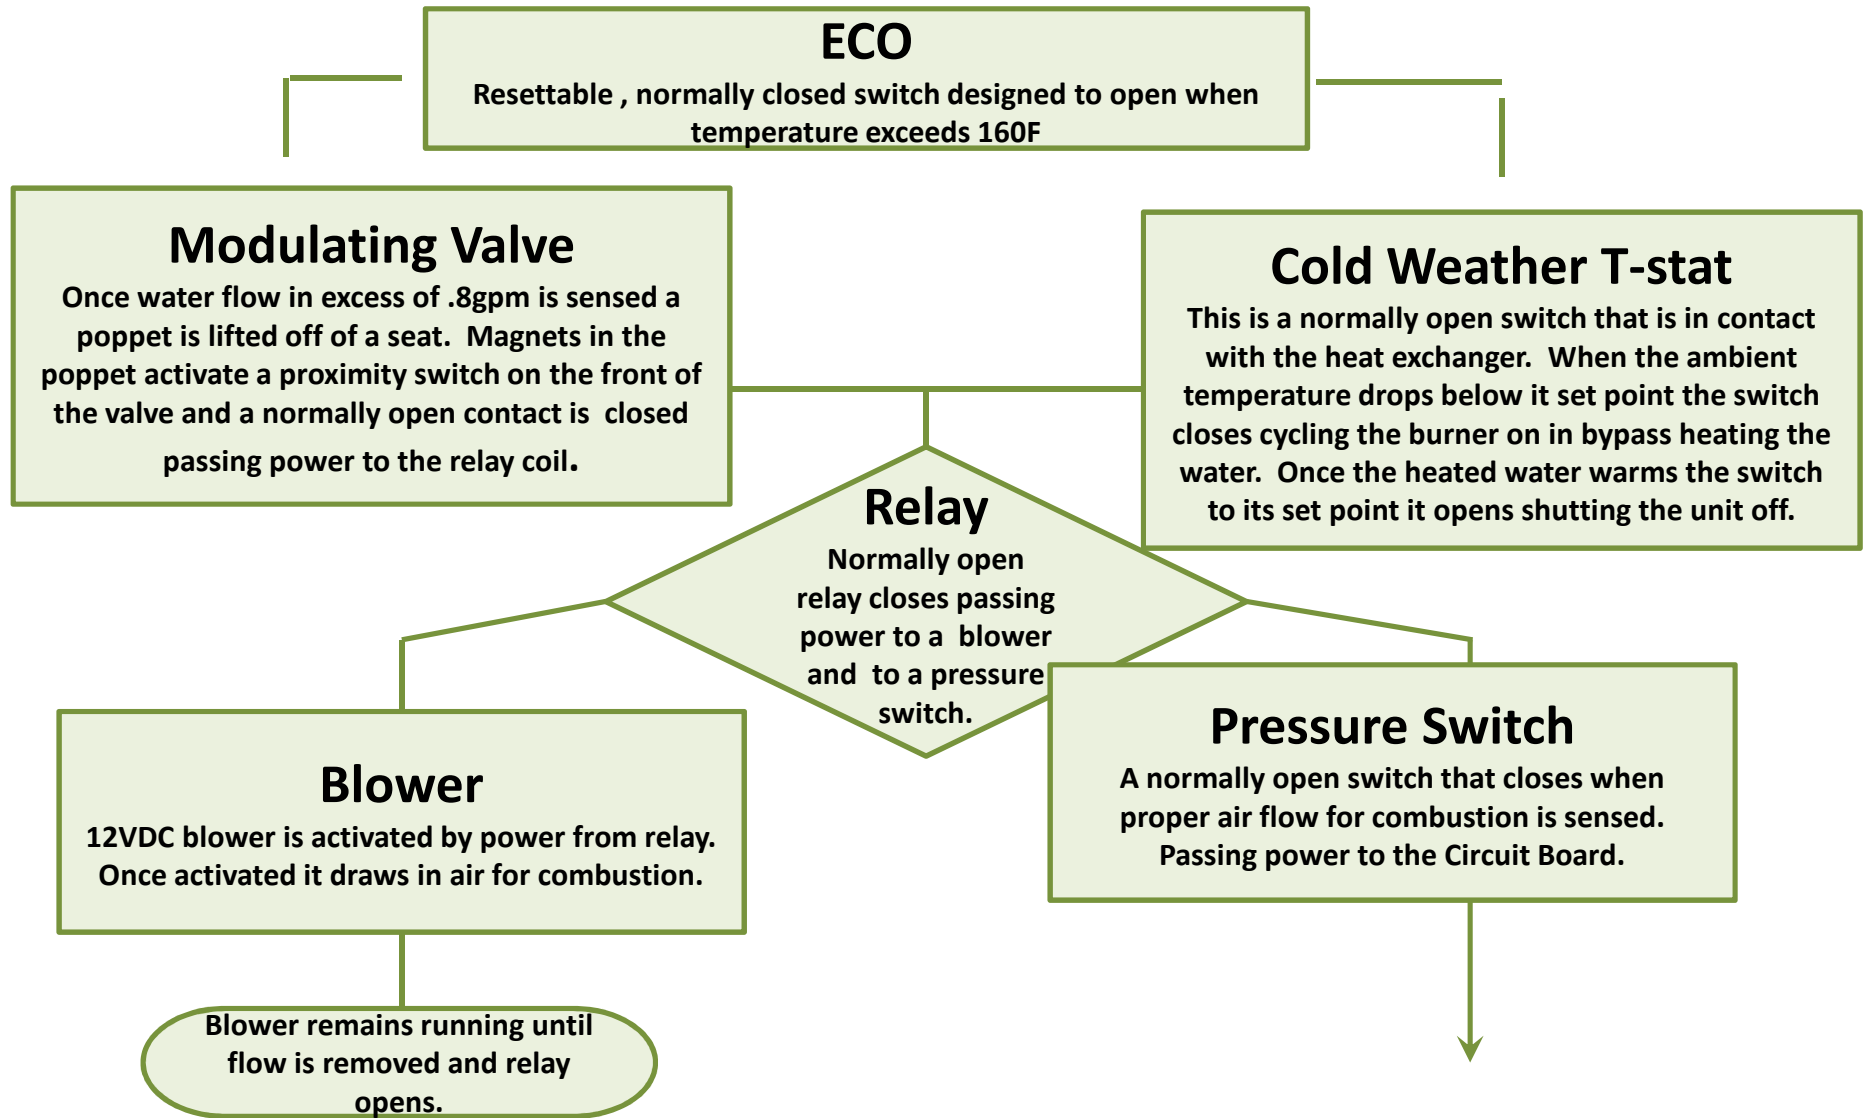 ECO
Resettable , normally closed switch designed to open when
temperature exceeds 160F
Modulating Valve
Once water flow in excess of .8gpm is sensed a
poppet is lifted off of a seat.  Magnets in the
poppet activate a proximity switch on the front of
the valve and a normally open contact is  closed
passing power to the relay coil.
Cold Weather T-stat
This is a normally open switch that is in contact
with the heat exchanger.  When the ambient
temperature drops below it set point the switch
closes cycling the burner on in bypass heating the
water.  Once the heated water warms the switch
to its set point it opens shutting the unit off.
Relay
Normally open
relay closes passing
power to a  blower
and  to a pressure
switch.
Blower
12VDC blower is activated by power from relay.
Once activated it draws in air for combustion.
Pressure Switch
A normally open switch that closes when
proper air flow for combustion is sensed.
Passing power to the Circuit Board.
Blower remains running until
flow is removed and relay
opens.